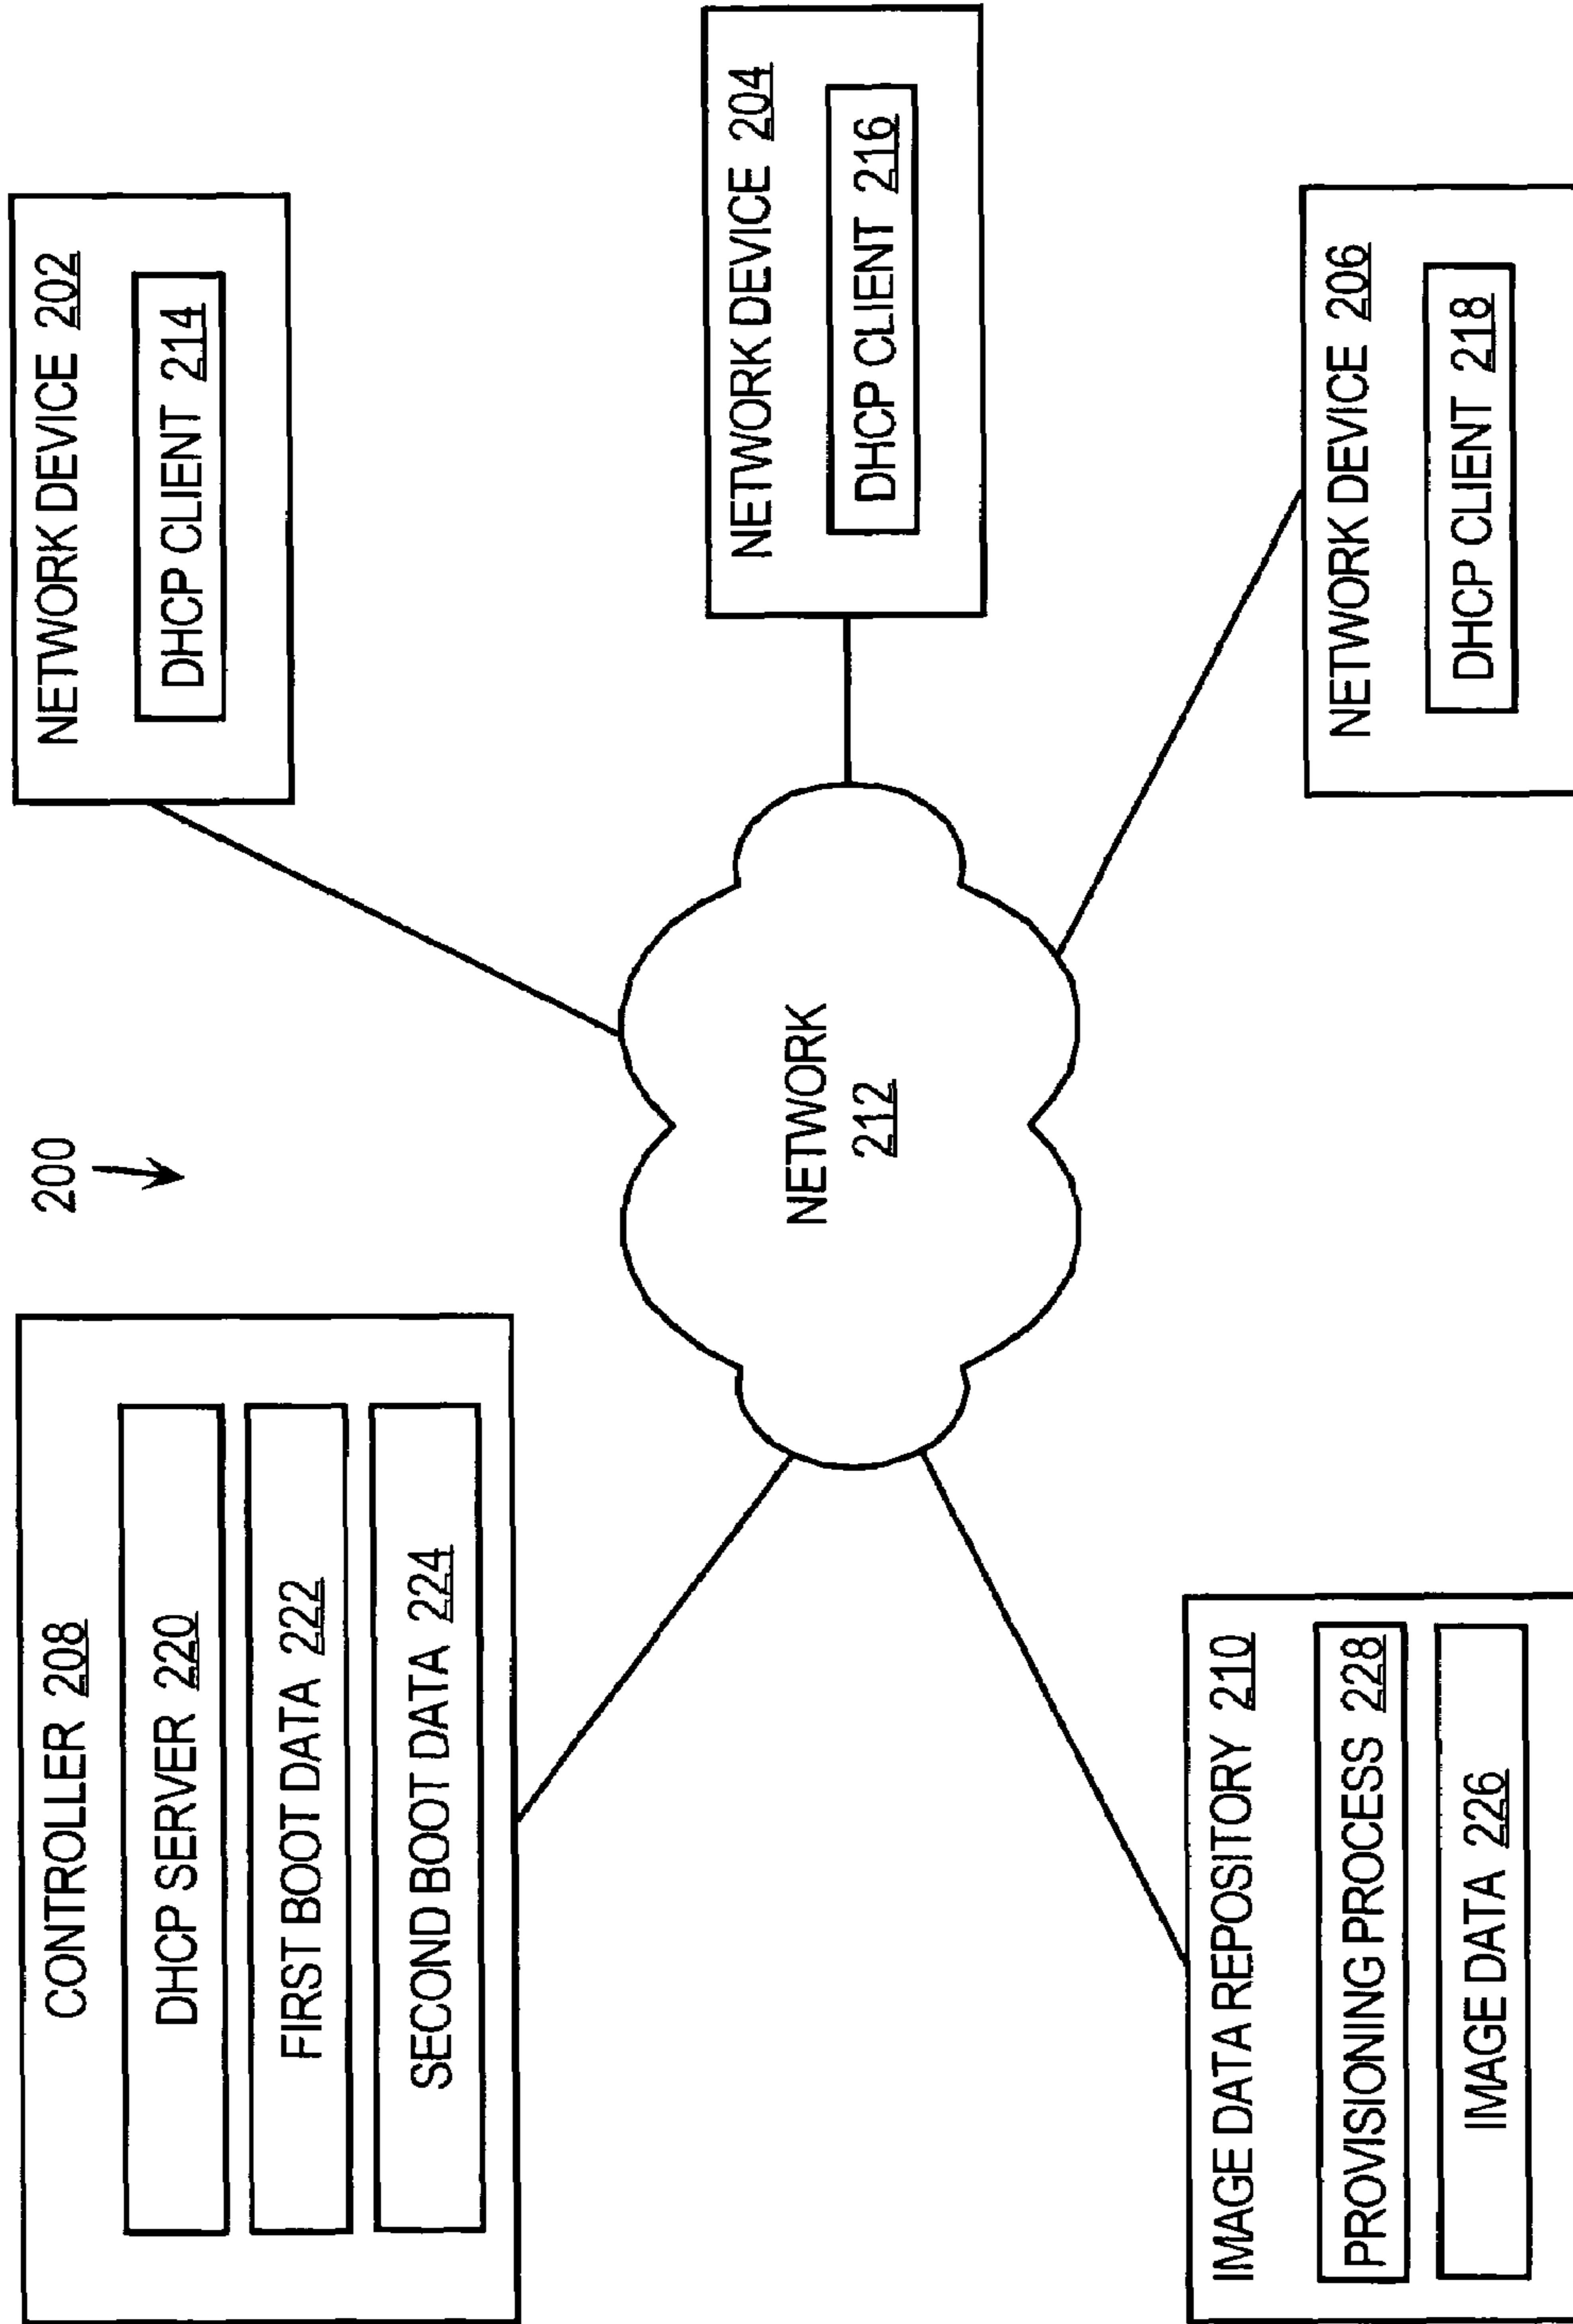 200
CONTROLLER 208
DHCP SERVER 220
FIRST BOOT DATA 222
SECOND BOOT DATA 224
IMAGE DATA REPOSITORY 210
PROVISIONING PROCESS 228
IMAGE DATA 226
NETWORK
212
NETWORK DEVICE 202
DHCP CLIENT 214
NETWORK DEVICE 204
DHCP CLIENT 216
NETWORK DEVICE 206
DHCP CLIENT 218